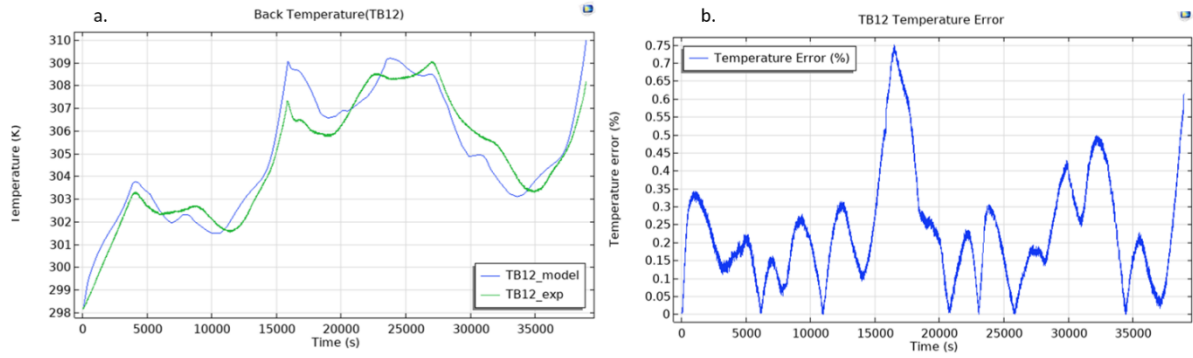 a.
Back Temperature(TB12)
310
309
308
307
306
305
304
303
302
301
300
299
298
Temperature (K)
0 5000 10000 15000 20000 25000 30000 35000
Time (s)
TB12_model
TB12_exp
b.
TB12 Temperature Error
0.75
0.7
0.65
0.6
0.55
0.5
0.45
0.4
0.35
0.3
0.25
0.2
0.15
0.1
0.05
0
Temperature error (%)
Temperature Error (%)
0 5000 10000 15000 20000 25000 30000 35000
Time (s)